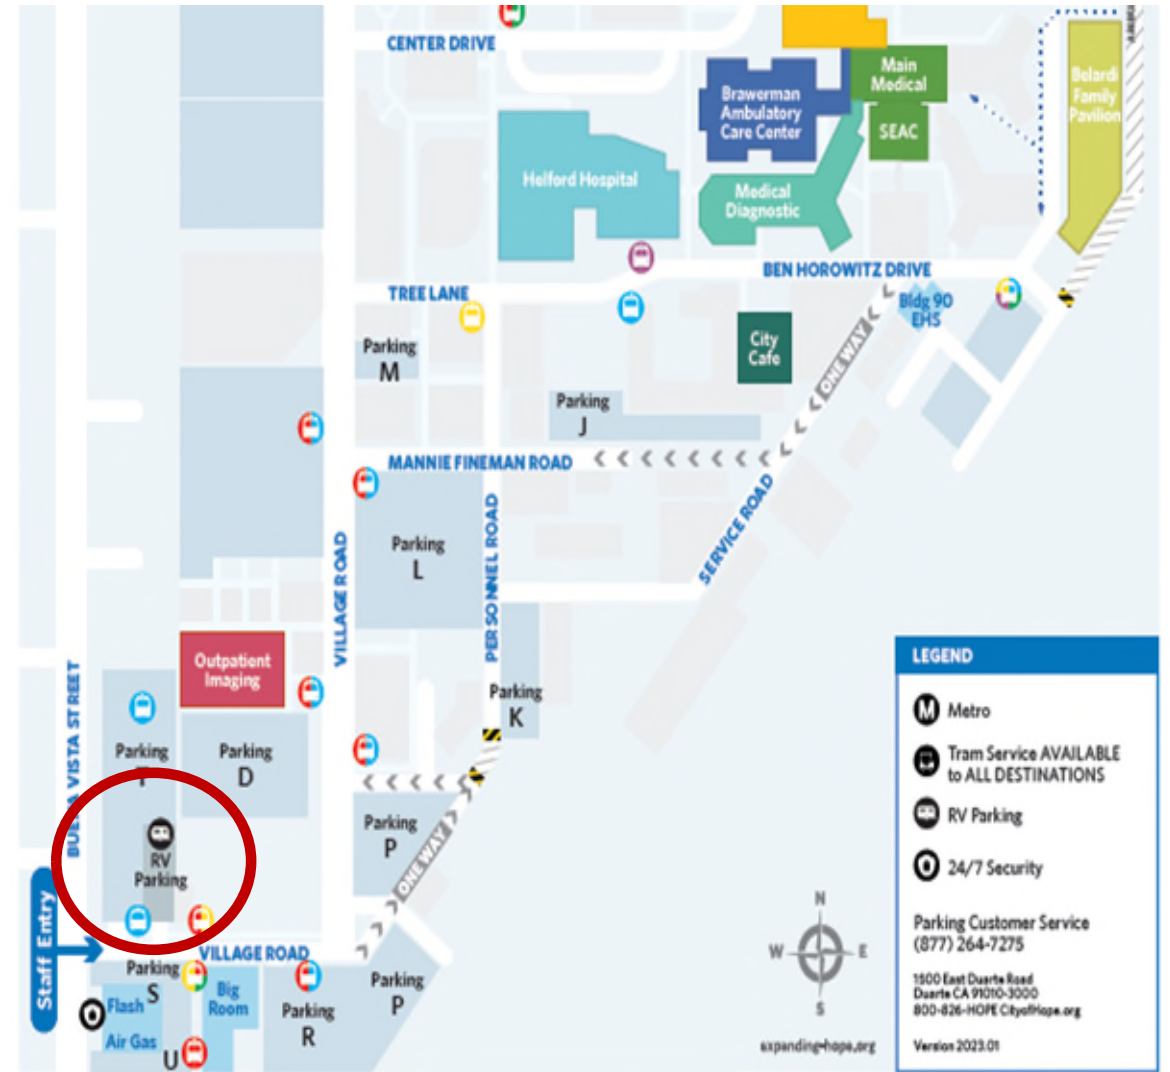 CENTER DRIVE
Main
Medical
SEAC
Belardi
Family
Pavilion
Brawerman
Ambulatory
Care Center
Helford Hospital
Medical
Diagnostic
BEN HOROWITZ DRIVE
TREE LANE
Bldg 90
EHS
City
Cafe
ONE WAY
Parking
M
Parking
J
MANNIE FINEMAN ROAD
SERVICE ROAD
PERSONNEL ROAD
VILLAGE ROAD
Parking
L
Outpatient
Imaging
BUENA VISTA STREET
Parking
K
Parking
T
Parking
D
RV
Parking
Parking
P
ONE WAY
Staff Entry
VILLAGE ROAD
Parking
S
Flash
Air Gas
U
Big
Room
Parking
R
Parking
P
N
W
E
S
expanding-hope.org
LEGEND
M Metro
Tram Service AVAILABLE
to ALL DESTINATIONS
RV Parking
24/7 Security
Parking Customer Service
(877) 264-7275
1500 East Duarte Road
Duarte CA 91010-3000
800-826-HOPE CityofHope.org
Version 2023.01